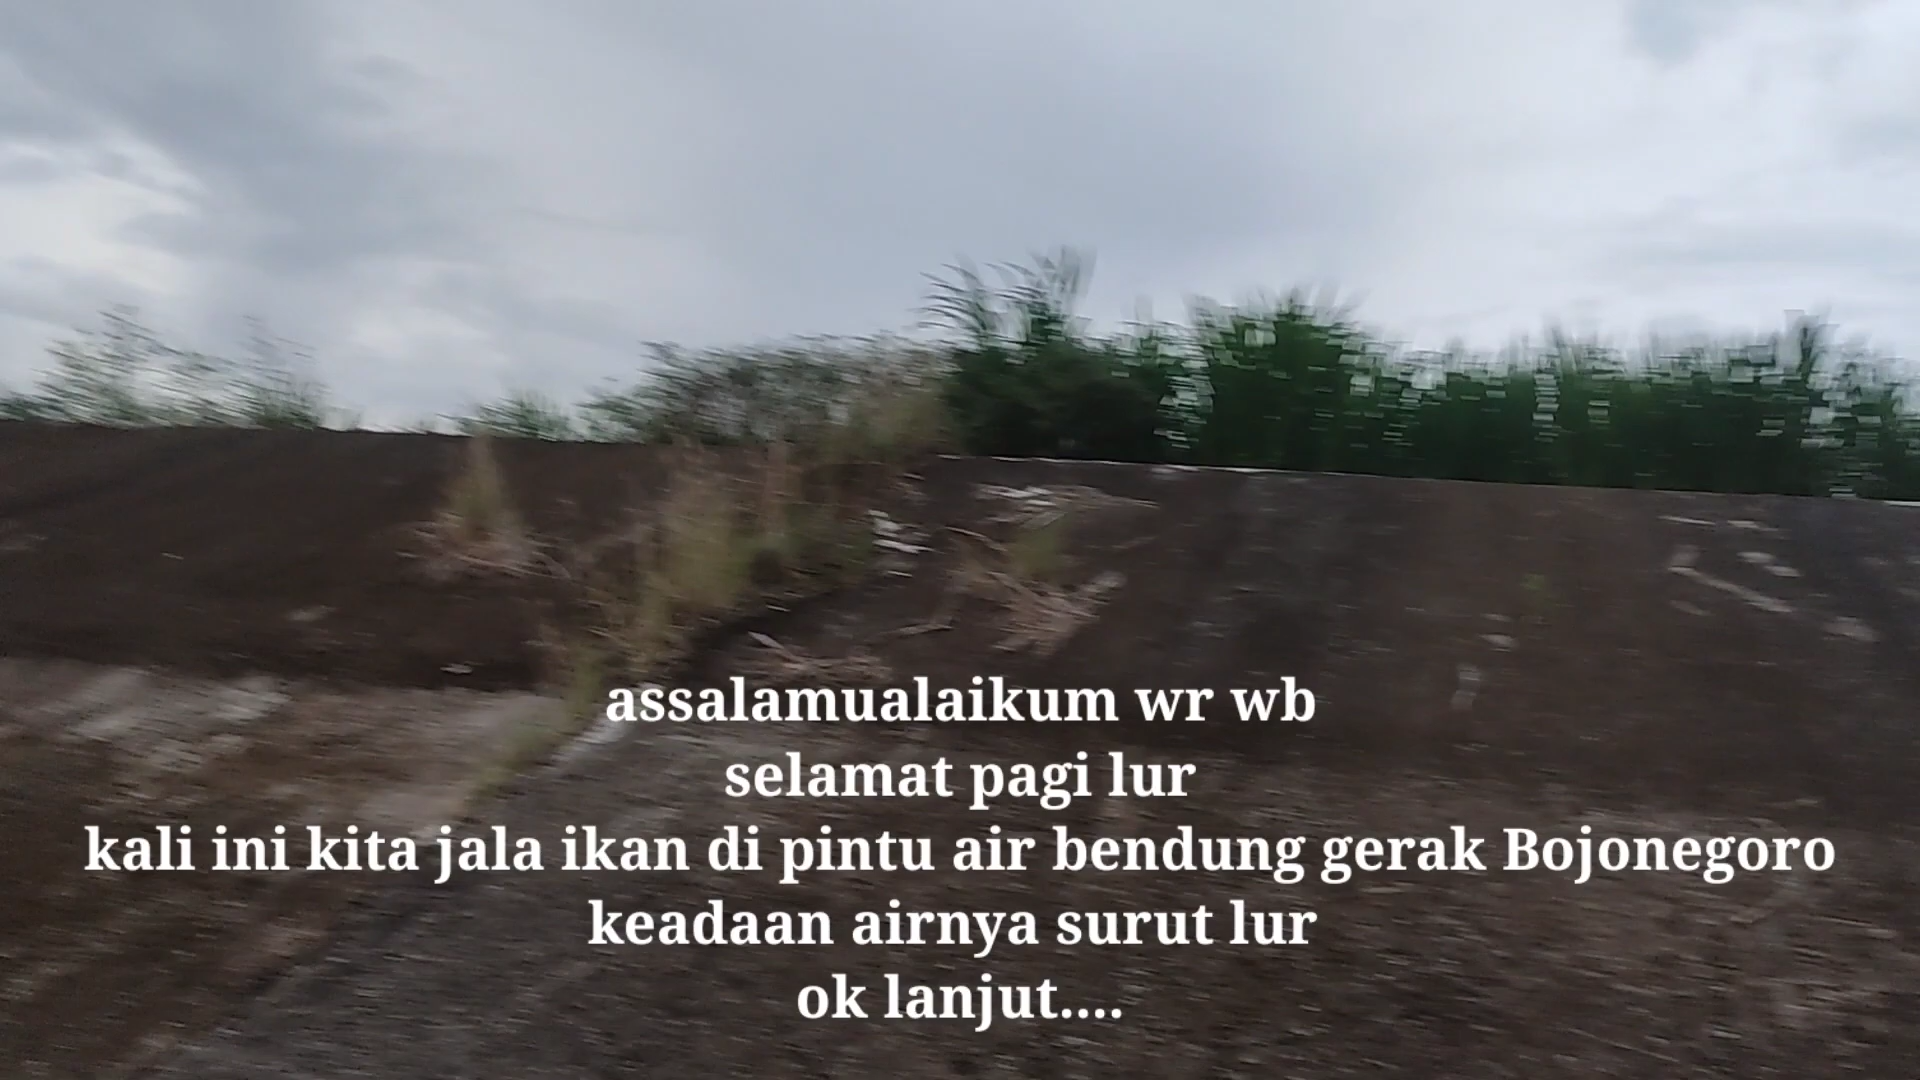 assalamualaikum wr wb
selamat pagi lur
kali ini kita jala ikan di pintu air bendung gerak Bojonegoro
keadaan airnya surut lur
ok lanjut....